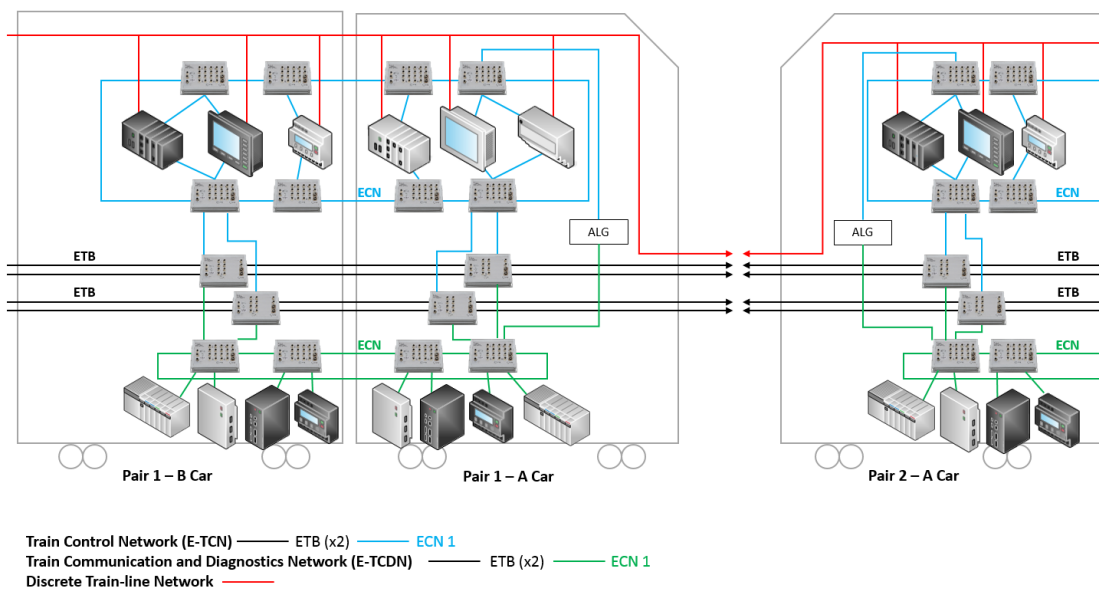 ECN
ALG
ALG
ETB
ETB
ETB
ETB
ECN
ECN
Pair 1 – B Car
Pair 1 – A Car
Pair 2 – A Car
Train Control Network (E-TCN) ETB (x2) ECN 1
Train Communication and Diagnostics Network (E-TCDN) ETB (x2) ECN 1
Discrete Train-line Network